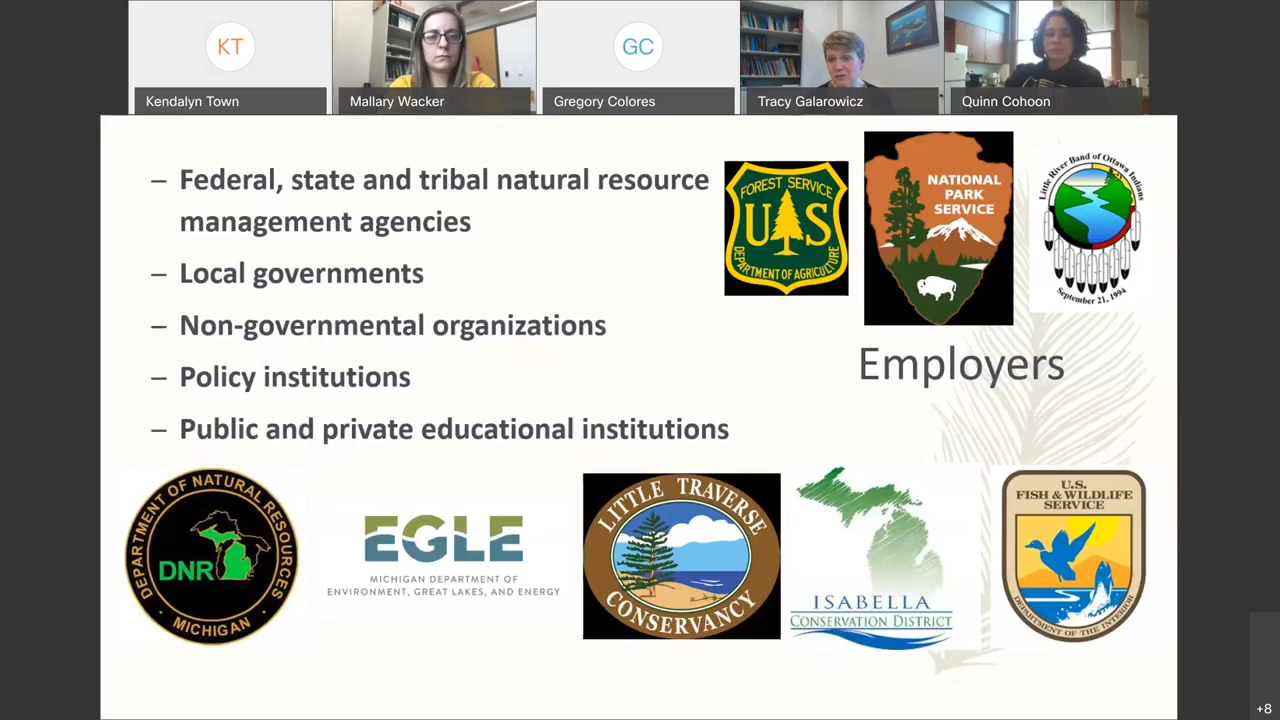 KT
GC
Kendalyn Town
Mallary Wacker
Gregory Colores
Tracy Galarowicz
Quinn Cohoon
– Federal, state and tribal natural resource
management agencies
– Local governments
– Non-governmental organizations
– Policy institutions
– Public and private educational institutions
FOREST SERVICE
U S
DEPARTMENT OF AGRICULTURE
NATIONAL
PARK
SERVICE
Little River Band of Ottawa Indians
September 21, 1994
Employers
DEPARTMENT OF NATURAL RESOURCES
DNR
MICHIGAN
EGLE
MICHIGAN DEPARTMENT OF
ENVIRONMENT, GREAT LAKES, AND ENERGY
LITTLE TRAVERSE
CONSERVANCY
ISABELLA
CONSERVATION DISTRICT
U.S.
FISH & WILDLIFE
SERVICE
DEPARTMENT OF THE INTERIOR
+8